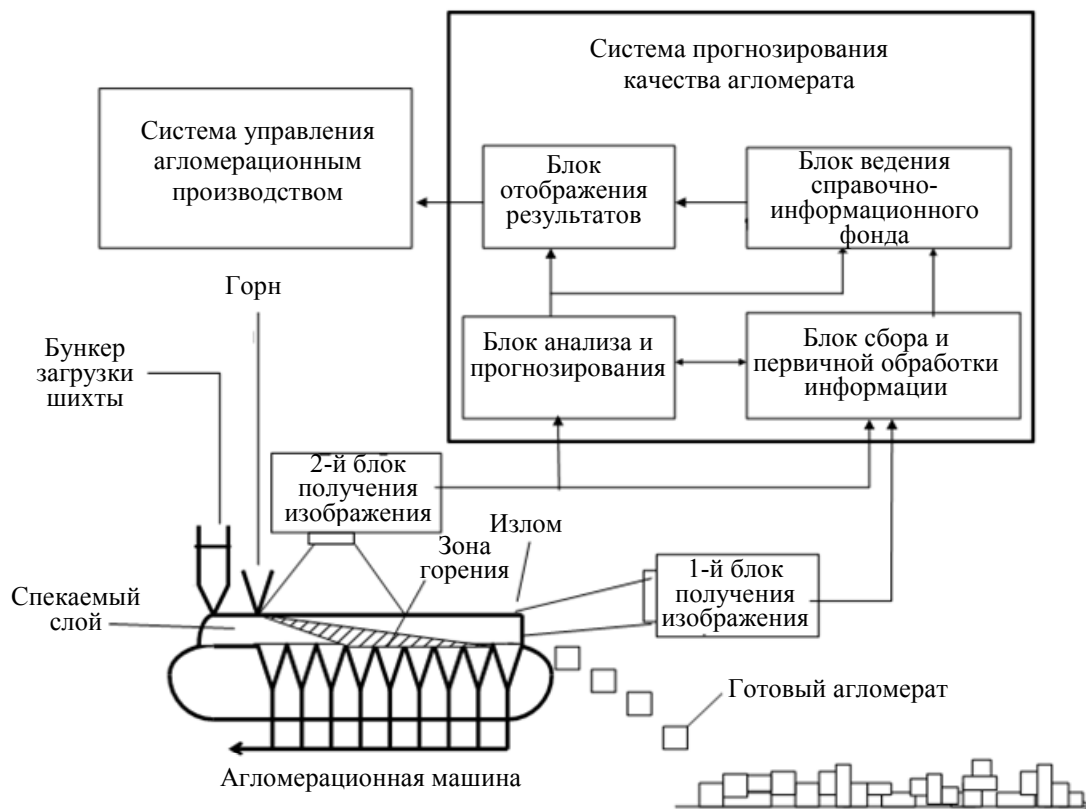 Система прогнозирования
качества агломерата
Система управления
агломерационным
производством
Блок
отображения
результатов
Блок ведения
справочно-
информационного
фонда
Горн
Бункер
загрузки
шихты
Блок анализа и
прогнозирования
Блок сбора и
первичной обработки
информации
2-й блок
получения
изображения
Излом
Зона
горения
1-й блок
получения
изображения
Спекаемый
слой
Готовый агломерат
Агломерационная машина